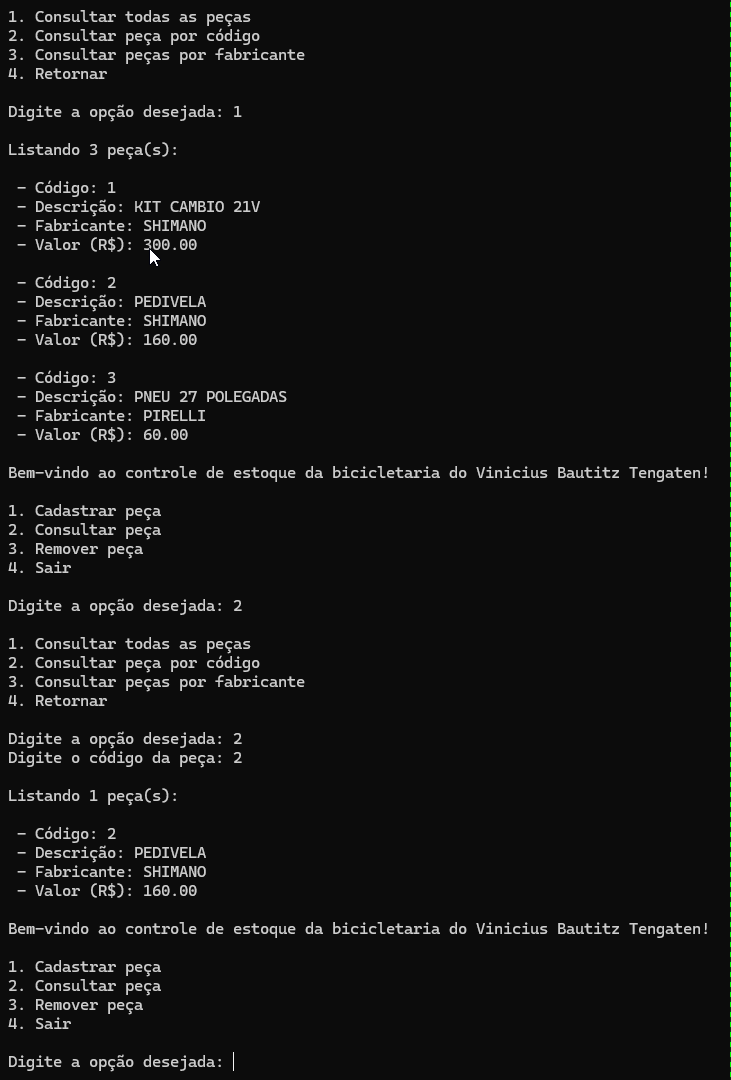 1. Consultar todas as peças
2. Consultar peça por código
3. Consultar peças por fabricante
4. Retornar
Digite a opção desejada: 1
Listando 3 peça(s):
– Código: 1
– Descrição: KIT CAMBIO 21V
– Fabricante: SHIMANO
– Valor (R$): 300.00
– Código: 2
– Descrição: PEDIVELA
– Fabricante: SHIMANO
– Valor (R$): 160.00
– Código: 3
– Descrição: PNEU 27 POLEGADAS
– Fabricante: PIRELLI
– Valor (R$): 60.00
Bem-vindo ao controle de estoque da bicicletaria do Vinicius Bautitz Tengaten!
1. Cadastrar peça
2. Consultar peça
3. Remover peça
4. Sair
Digite a opção desejada: 2
1. Consultar todas as peças
2. Consultar peça por código
3. Consultar peças por fabricante
4. Retornar
Digite a opção desejada: 2
Digite o código da peça: 2
Listando 1 peça(s):
– Código: 2
– Descrição: PEDIVELA
– Fabricante: SHIMANO
– Valor (R$): 160.00
Bem-vindo ao controle de estoque da bicicletaria do Vinicius Bautitz Tengaten!
1. Cadastrar peça
2. Consultar peça
3. Remover peça
4. Sair
Digite a opção desejada: